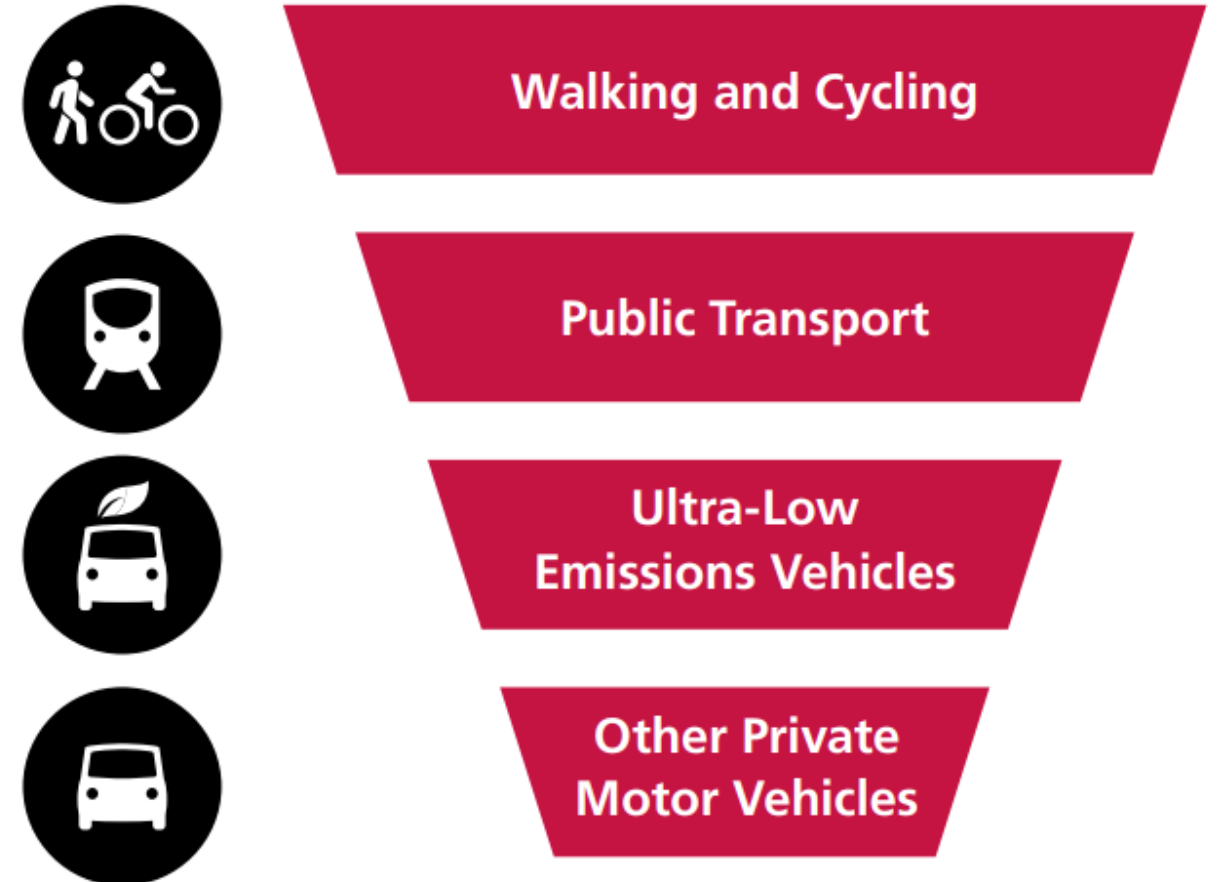 Walking and Cycling
Public Transport
Ultra-Low
Emissions Vehicles
Other Private
Motor Vehicles